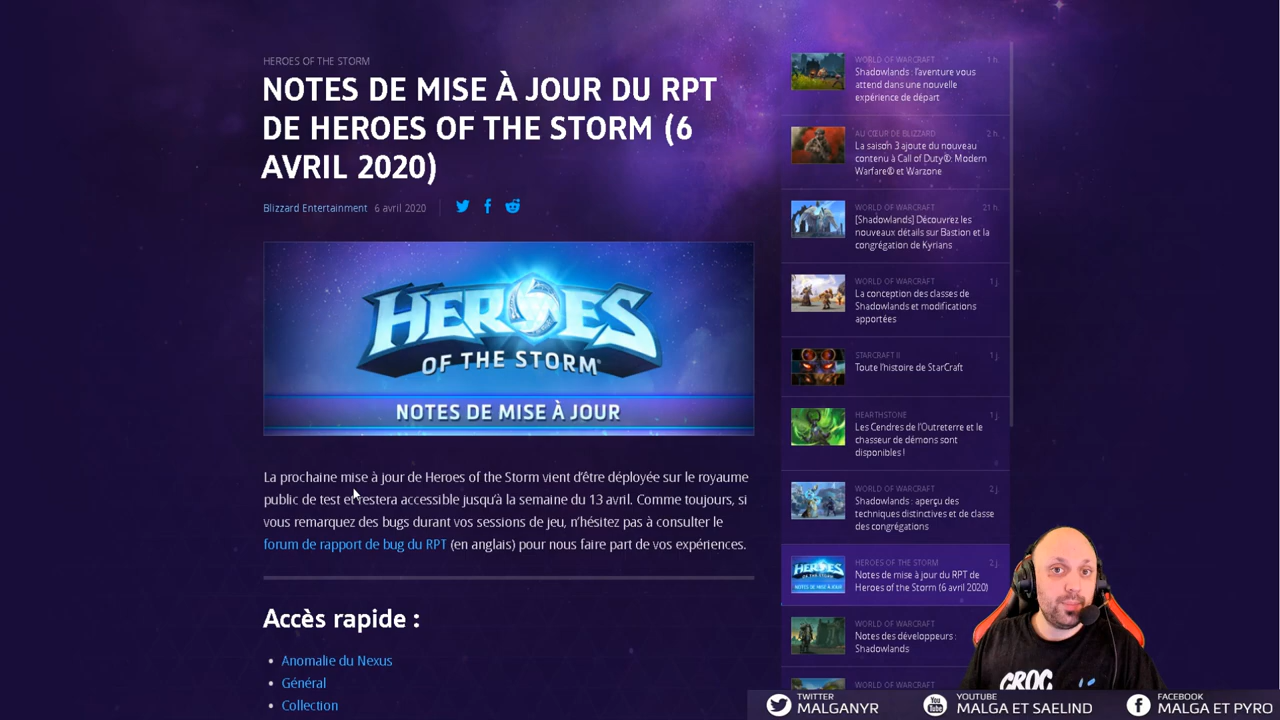 HEROES OF THE STORM
NOTES DE MISE À JOUR DU RPT
DE HEROES OF THE STORM (6
AVRIL 2020)
Blizzard Entertainment 6 avril 2020
HEROES
OF THE STORM
NOTES DE MISE À JOUR
La prochaine mise à jour de Heroes of the Storm vient d'être déployée sur le royaume
public de test et restera accessible jusqu'à la semaine du 13 avril. Comme toujours, si
vous remarquez des bugs durant vos sessions de jeu, n'hésitez pas à consulter le
forum de rapport de bug du RPT (en anglais) pour nous faire part de vos expériences.
Accès rapide :
• Anomalie du Nexus
• Général
• Collection
WORLD OF WARCRAFT 1 h.
Shadowlands : l'aventure vous
attend dans une nouvelle
expérience de départ
AU CŒUR DE BLIZZARD 2 h.
La saison 3 ajoute du nouveau
contenu à Call of Duty®: Modern
Warfare® et Warzone
WORLD OF WARCRAFT 21 h.
[Shadowlands] Découvrez les
nouveaux détails sur Bastion et la
congrégation de Kyrians
WORLD OF WARCRAFT 1 j.
La conception des classes de
Shadowlands et modifications
apportées
STARCRAFT II 1 j.
Toute l'histoire de StarCraft
HEARTHSTONE 1 j.
Les Cendres de l'Outreterre et le
chasseur de démons sont
disponibles !
WORLD OF WARCRAFT 2 j.
Shadowlands : aperçu des
techniques distinctives et de classe
des congrégations
HEROES OF THE STORM 2 j.
HEROES
NOTES DE MISE À JOUR
Notes de mise à jour du RPT de
Heroes of the Storm (6 avril 2020)
WORLD OF WARCRAFT
Notes des développeurs :
Shadowlands
WORLD OF WARCRAFT
CROC
TWITTER
MALGANYR
You Tube
YOUTUBE
MALGA ET SAELIND
FACEBOOK
MALGA ET PYRO